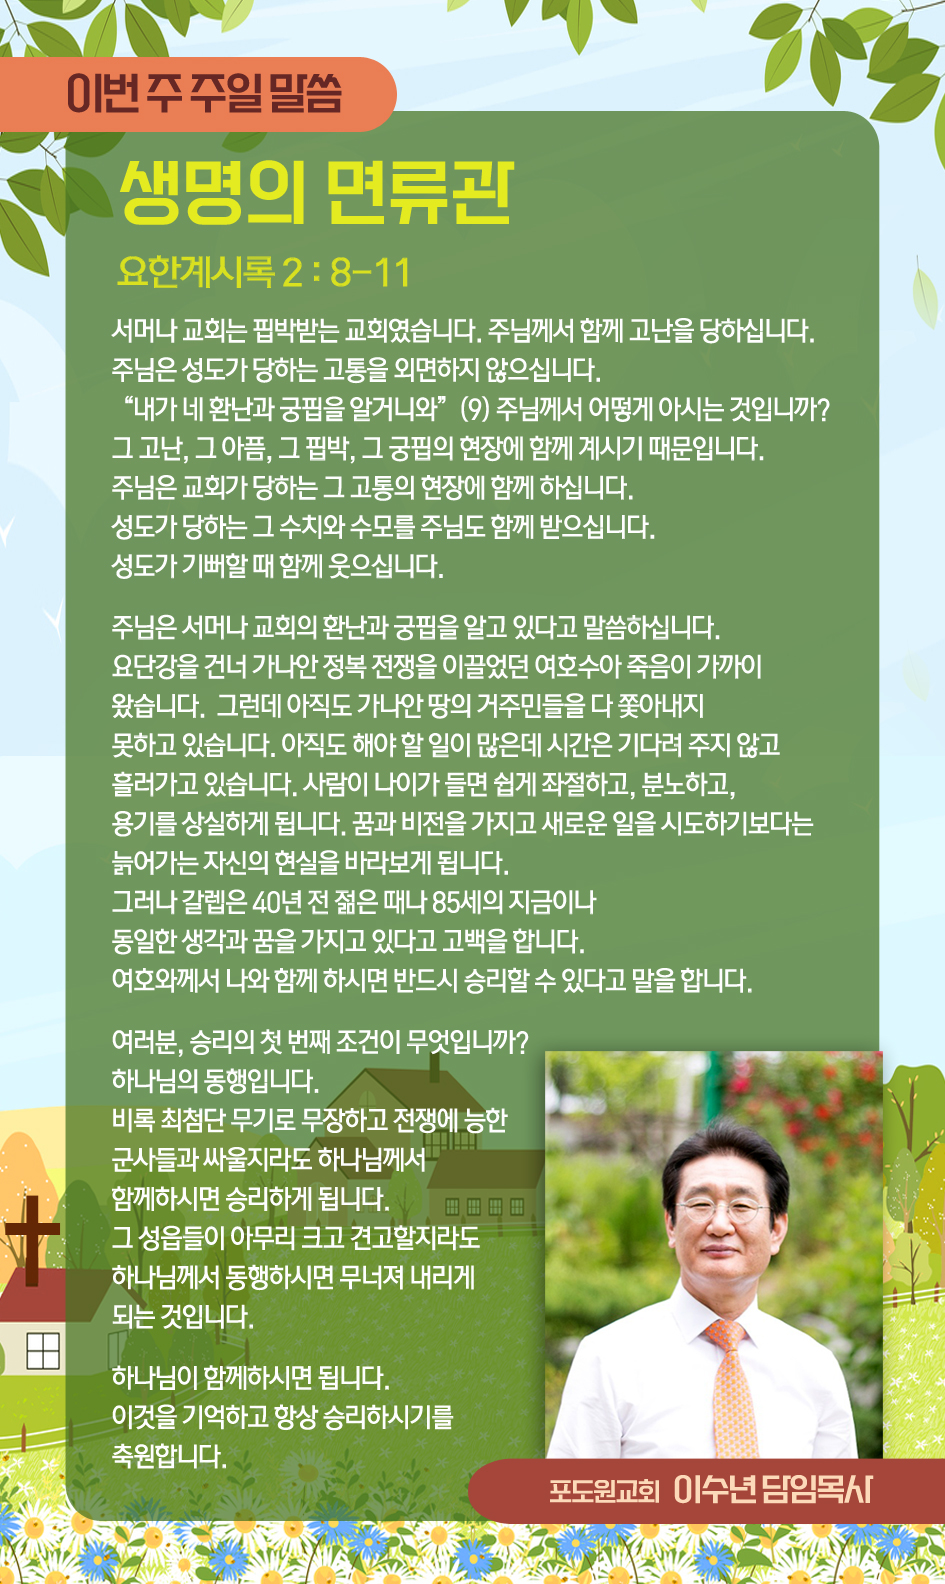 이번 주 주일 말씀
생명의 면류관
요한계시록 2 : 8-11
서머나 교회는 핍박받는 교회였습니다. 주님께서 함께 고난을 당하십니다.
주님은 성도가 당하는 고통을 외면하지 않으십니다.
“내가 네 환난과 궁핍을 알거니와” (9) 주님께서 어떻게 아시는 것입니까?
그 고난, 그 아픔, 그 핍박, 그 궁핍의 현장에 함께 계시기 때문입니다.
주님은 교회가 당하는 그 고통의 현장에 함께 하십니다.
성도가 당하는 그 수치와 수모를 주님도 함께 받으십니다.
성도가 기뻐할 때 함께 웃으십니다.
주님은 서머나 교회의 환난과 궁핍을 알고 있다고 말씀하십니다.
요단강을 건너 가나안 정복 전쟁을 이끌었던 여호수아 죽음이 가까이
왔습니다. 그런데 아직도 가나안 땅의 거주민들을 다 쫓아내지
못하고 있습니다. 아직도 해야 할 일이 많은데 시간은 기다려 주지 않고
흘러가고 있습니다. 사람이 나이가 들면 쉽게 좌절하고, 분노하고,
용기를 상실하게 됩니다. 꿈과 비전을 가지고 새로운 일을 시도하기보다는
늙어가는 자신의 현실을 바라보게 됩니다.
그러나 갈렙은 40년 전 젊은 때나 85세의 지금이나
동일한 생각과 꿈을 가지고 있다고 고백을 합니다.
여호와께서 나와 함께 하시면 반드시 승리할 수 있다고 말을 합니다.
여러분, 승리의 첫 번째 조건이 무엇입니까?
하나님의 동행입니다.
비록 최첨단 무기로 무장하고 전쟁에 능한
군사들과 싸울지라도 하나님께서
함께하시면 승리하게 됩니다.
그 성읍들이 아무리 크고 견고할지라도
하나님께서 동행하시면 무너져 내리게
되는 것입니다.
하나님이 함께하시면 됩니다.
이것을 기억하고 항상 승리하시기를
축원합니다.
포도원교회 이수년 담임목사